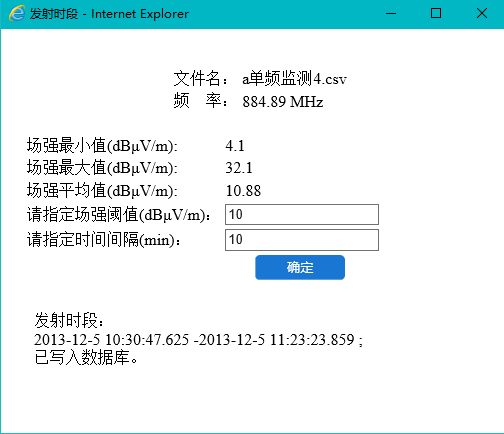 发射时段 - Internet Explorer
文件名： a单频监测4.csv
频　率： 884.89 MHz
场强最小值(dBμV/m): 4.1
场强最大值(dBμV/m): 32.1
场强平均值(dBμV/m): 10.88
请指定场强阈值(dBμV/m)： 10
请指定时间间隔(min)： 10
确定
发射时段：
2013-12-5 10:30:47.625 -2013-12-5 11:23:23.859 ;
已写入数据库。